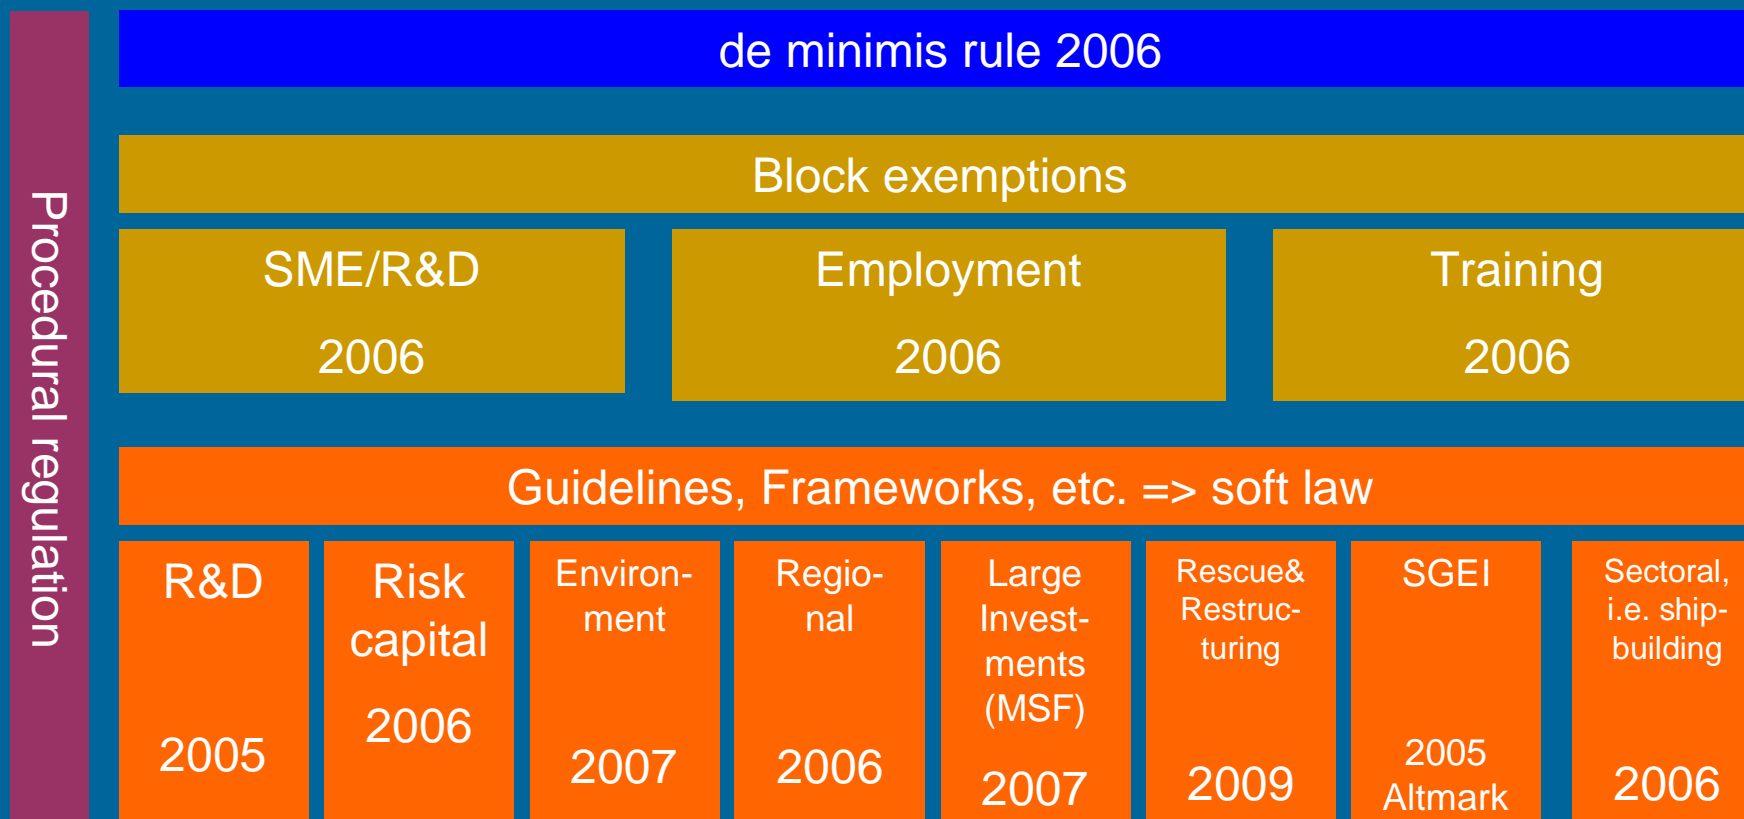 Procedural regulation
de minimis rule 2006
Block exemptions
SME/R&D
2006
Employment
2006
Training
2006
Guidelines, Frameworks, etc. => soft law
R&D
2005
Risk
capital
2006
Environ-
ment
2007
Regio-
nal
2006
Large
Invest-
ments
(MSF)
2007
Rescue&
Restruc-
turing
2009
SGEI
2005
Altmark
Sectoral,
i.e. ship-
building
2006